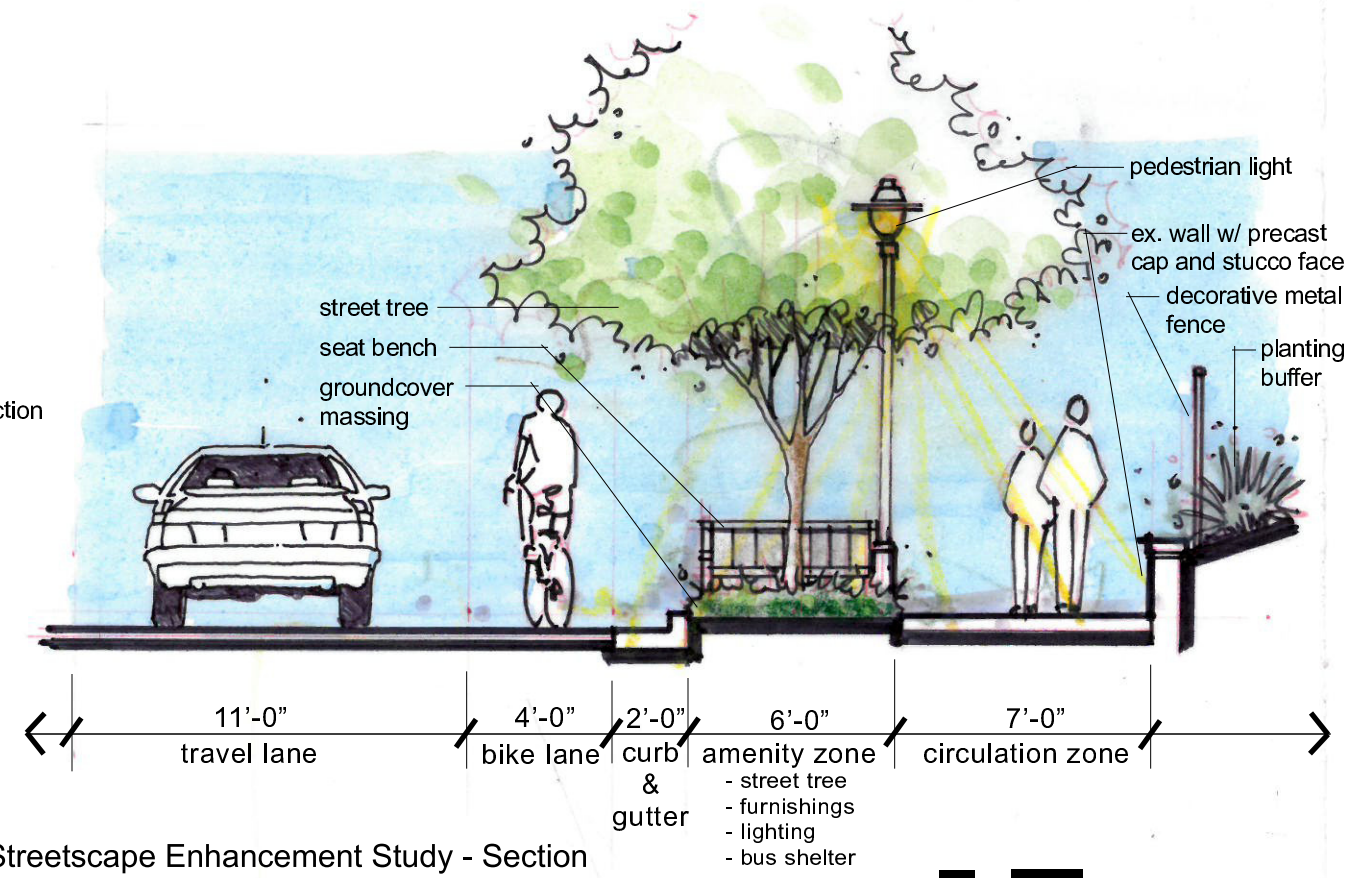 pedestrian light
ex. wall w/ precast
cap and stucco face
decorative metal
fence
planting
buffer
street tree
seat bench
groundcover
massing
ction
11'-0”
travel lane
4'-0”
bike lane
2'-0”
curb
&
gutter
6'-0”
amenity zone
- street tree
- furnishings
- lighting
- bus shelter
7'-0”
circulation zone
Streetscape Enhancement Study - Section